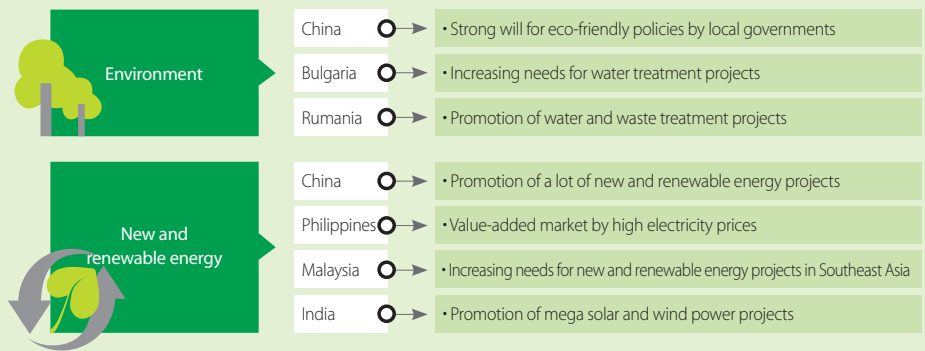 Environment
China
• Strong will for eco-friendly policies by local governments
Bulgaria
• Increasing needs for water treatment projects
Rumania
• Promotion of water and waste treatment projects
New and
renewable energy
China
• Promotion of a lot of new and renewable energy projects
Philippines
• Value-added market by high electricity prices
Malaysia
• Increasing needs for new and renewable energy projects in Southeast Asia
India
• Promotion of mega solar and wind power projects